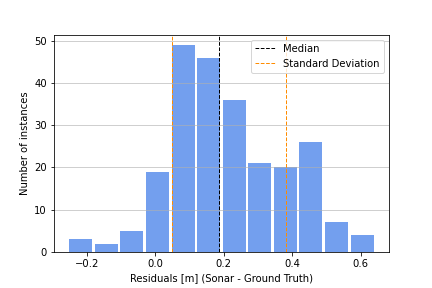 Median
Standard Deviation
50
40
30
20
10
0
Number of instances
−0.2
0.0
0.2
0.4
0.6
Residuals [m] (Sonar - Ground Truth)